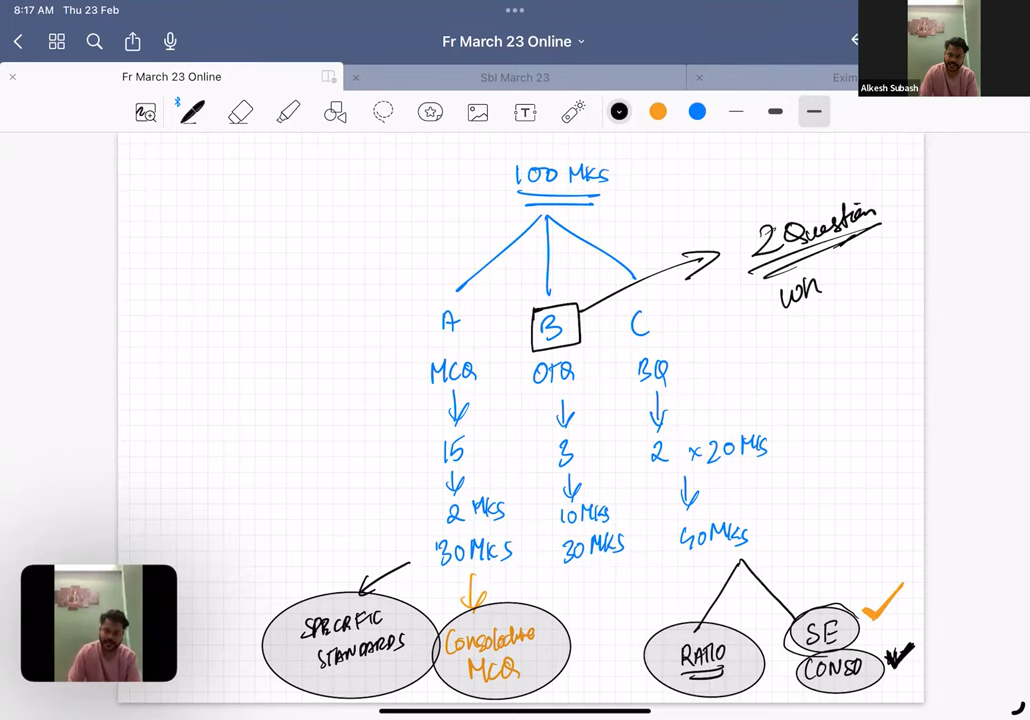 8:17 AM Thu 23 Feb
Fr March 23 Online
Alkesh Subash
Fr March 23 Online
Sbl March 23
Exim
100 MKS
2 Question
A
B
C
MCQ
OTQ
BQ
15
3
2 × 20 MKS
2 MKS
10 MKS
30 MKS
30 MKS
40 MKS
SPECIFIC
STANDARDS
MCQ
RATIO
SE
CONSO